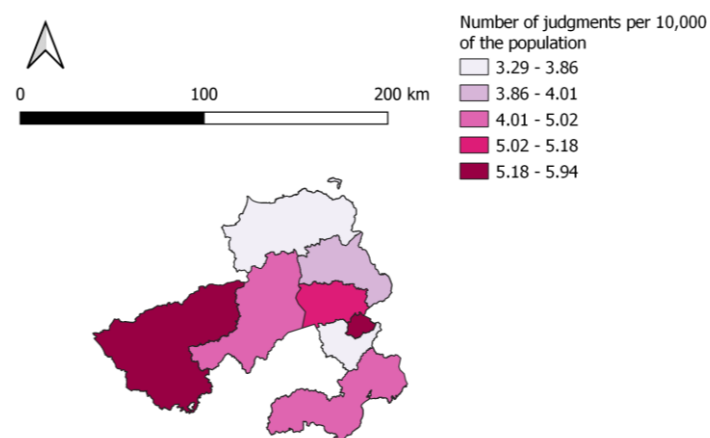 Number of judgments per 10,000
of the population
3.29 - 3.86
3.86 - 4.01
4.01 - 5.02
5.02 - 5.18
5.18 - 5.94
0 100 200 km